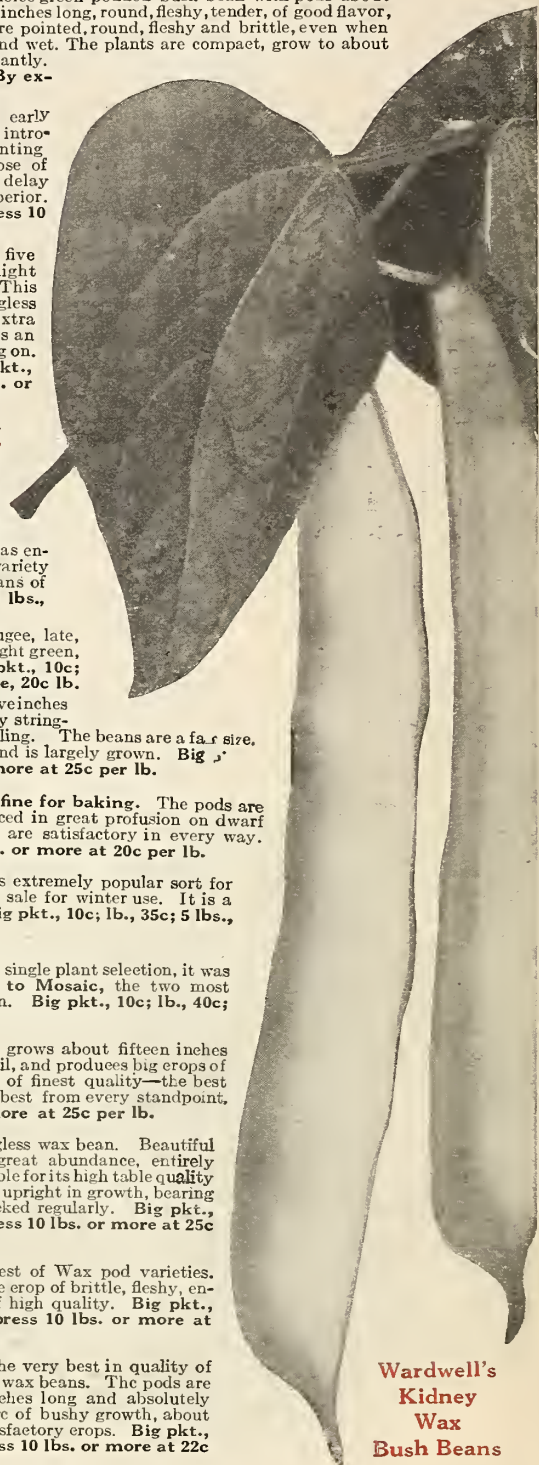 inches long, round, fleshy, tender, of good flavor,
re pointed, round, fleshy and brittle, even when
nd wet. The plants are compact, grow to about
antly.
By ex-
early
intro-
nting
ose of
delay
perior.
ess 10
five
ight
This
gless
xtra
s an
g on.
kt.,
. or
as en-
variety
ans of
lbs.,
ugee, late,
ght green,
pkt., 10c;
e, 20c lb.
ve inches
y string-
ling. The beans are a fa size.
nd is largely grown. Big
more at 25c per lb.
fine for baking. The pods are
ced in great profusion on dwarf
are satisfactory in every way.
. or more at 20c per lb.
s extremely popular sort for
sale for winter use. It is a
ig pkt., 10c; lb., 35c; 5 lbs.,
single plant selection, it was
to Mosaic, the two most
n. Big pkt., 10c; lb., 40c;
grows about fifteen inches
il, and produces big crops of
of finest quality—the best
best from every standpoint,
ore at 25c per lb.
gless wax bean. Beautiful
great abundance, entirely
ble for its high table quality
upright in growth, bearing
cked regularly. Big pkt.,
ess 10 lbs. or more at 25c
est of Wax pod varieties.
e crop of brittle, fleshy, en-
f high quality. Big pkt.,
press 10 lbs. or more at
he very best in quality of
wax beans. The pods are
ches long and absolutely
e of bushy growth, about
sfactory crops. Big pkt.,
ss 10 lbs. or more at 22c
Wardwell's
Kidney
Wax
Bush Beans